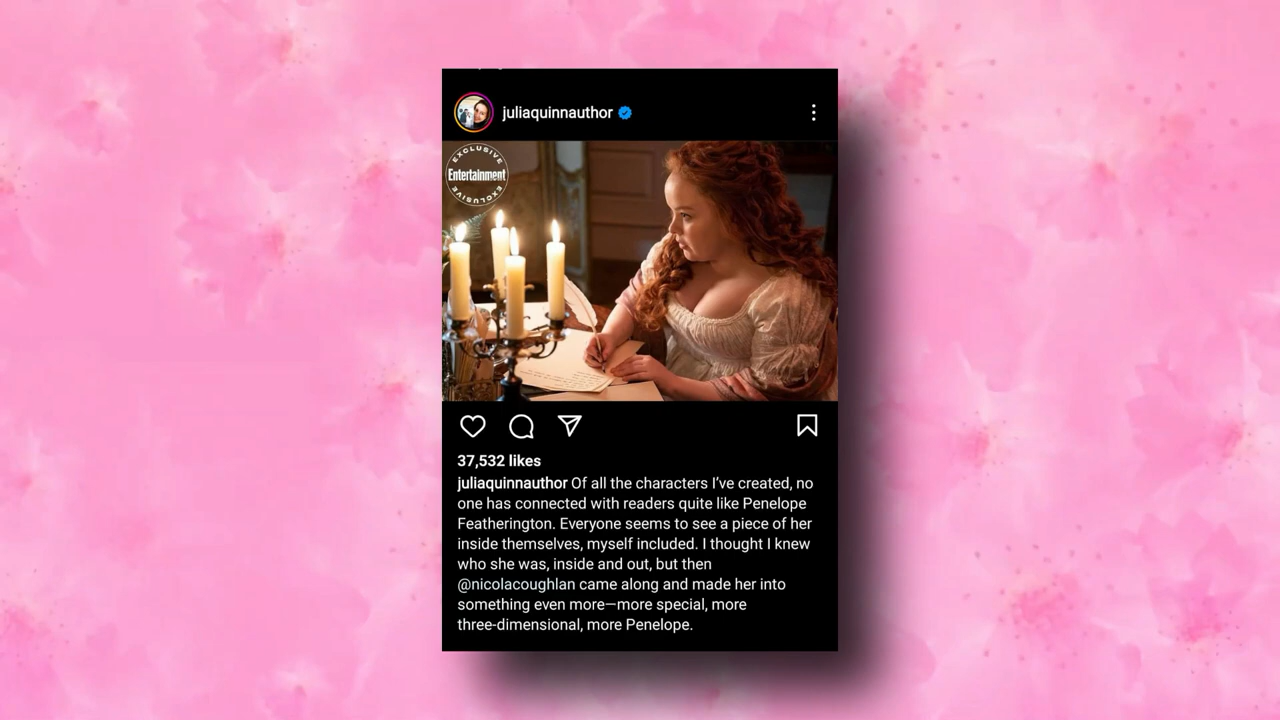 juliaquinnauthor
EXCLUSIVE
Entertainment
EXCLUSIVE
37,532 likes
juliaquinnauthor Of all the characters I've created, no
one has connected with readers quite like Penelope
Featherington. Everyone seems to see a piece of her
inside themselves, myself included. I thought I knew
who she was, inside and out, but then
@nicolacoughlan came along and made her into
something even more—more special, more
three-dimensional, more Penelope.